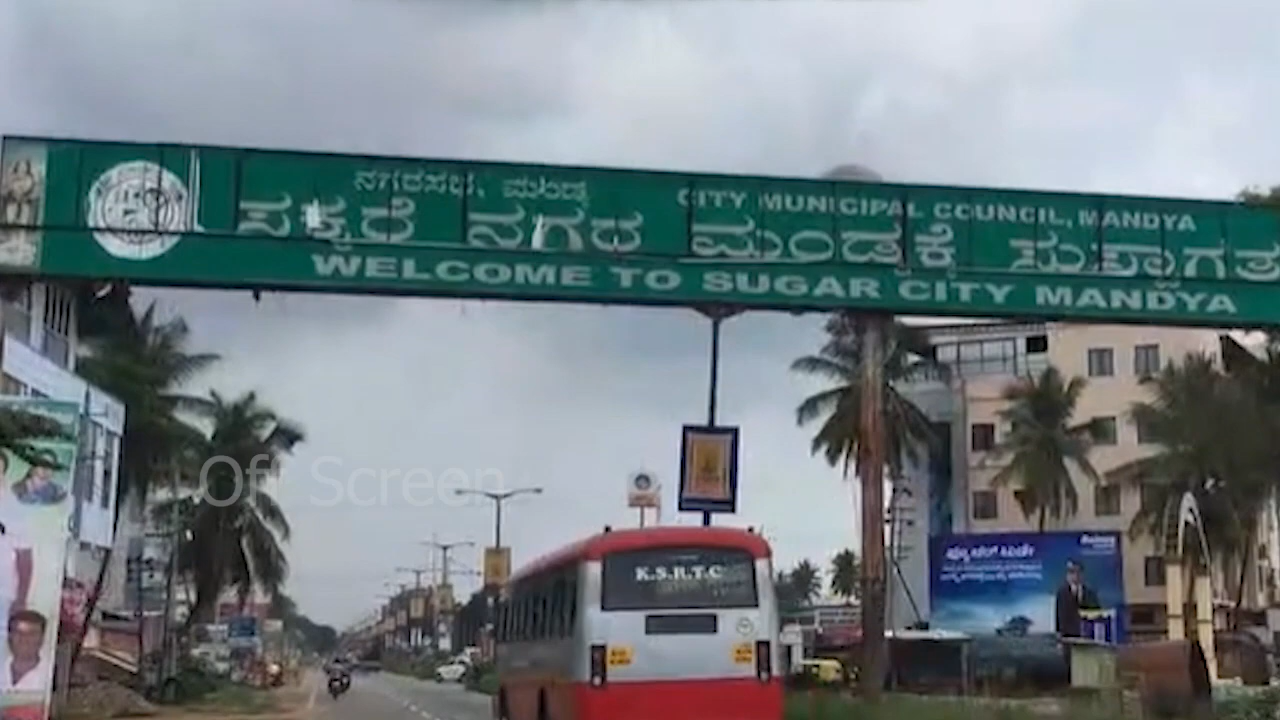 ನಗರಸಭೆ, ಮಂಡ್ಯ
CITY MUNICIPAL COUNCIL, MANDYA
ಸಕ್ಕರೆ ನಗರ ಮಂಡ್ಯಕ್ಕೆ ಸುಸ್ವಾಗತ
WELCOME TO SUGAR CITY MANDYA
Off Screen
K.S.R.T.C